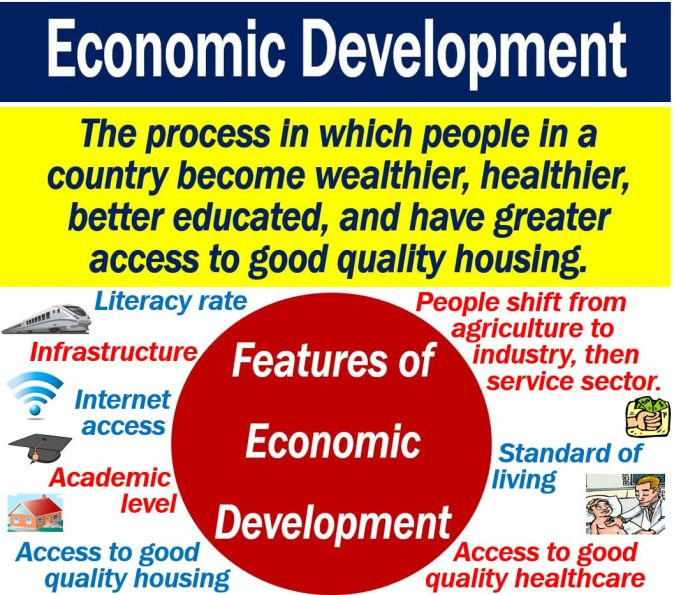 Economic Development
The process in which people in a
country become wealthier, healthier,
better educated, and have greater
access to good quality housing.
Literacy rate
Infrastructure
Internet
access
Academic
level
Access to good
quality housing
Features of
Economic
Development
People shift from
agriculture to
industry, then
service sector.
Standard of
living
Access to good
quality healthcare